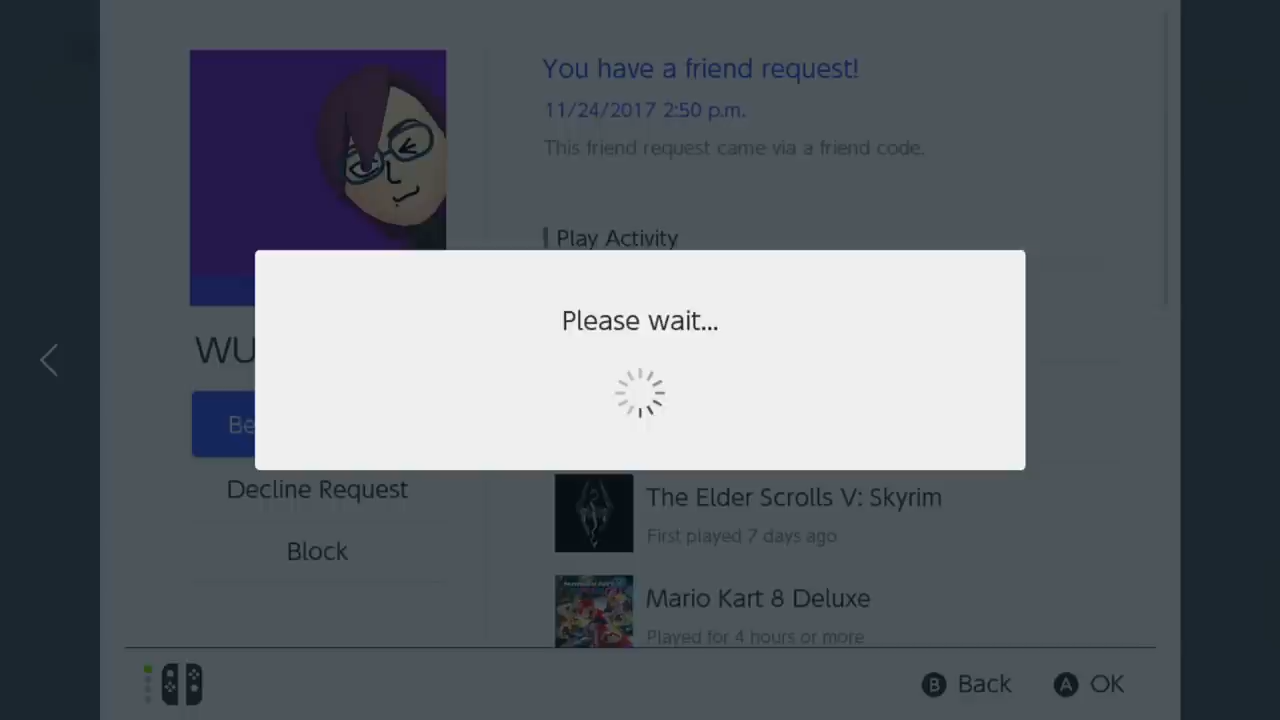 You have a friend request!
11/24/2017 2:50 p.m.
This friend request came via a friend code.
Play Activity
Please wait...
WU
Be
Decline Request
Block
The Elder Scrolls V: Skyrim
First played 7 days ago
Mario Kart 8 Deluxe
Played for 4 hours or more
B Back
A OK